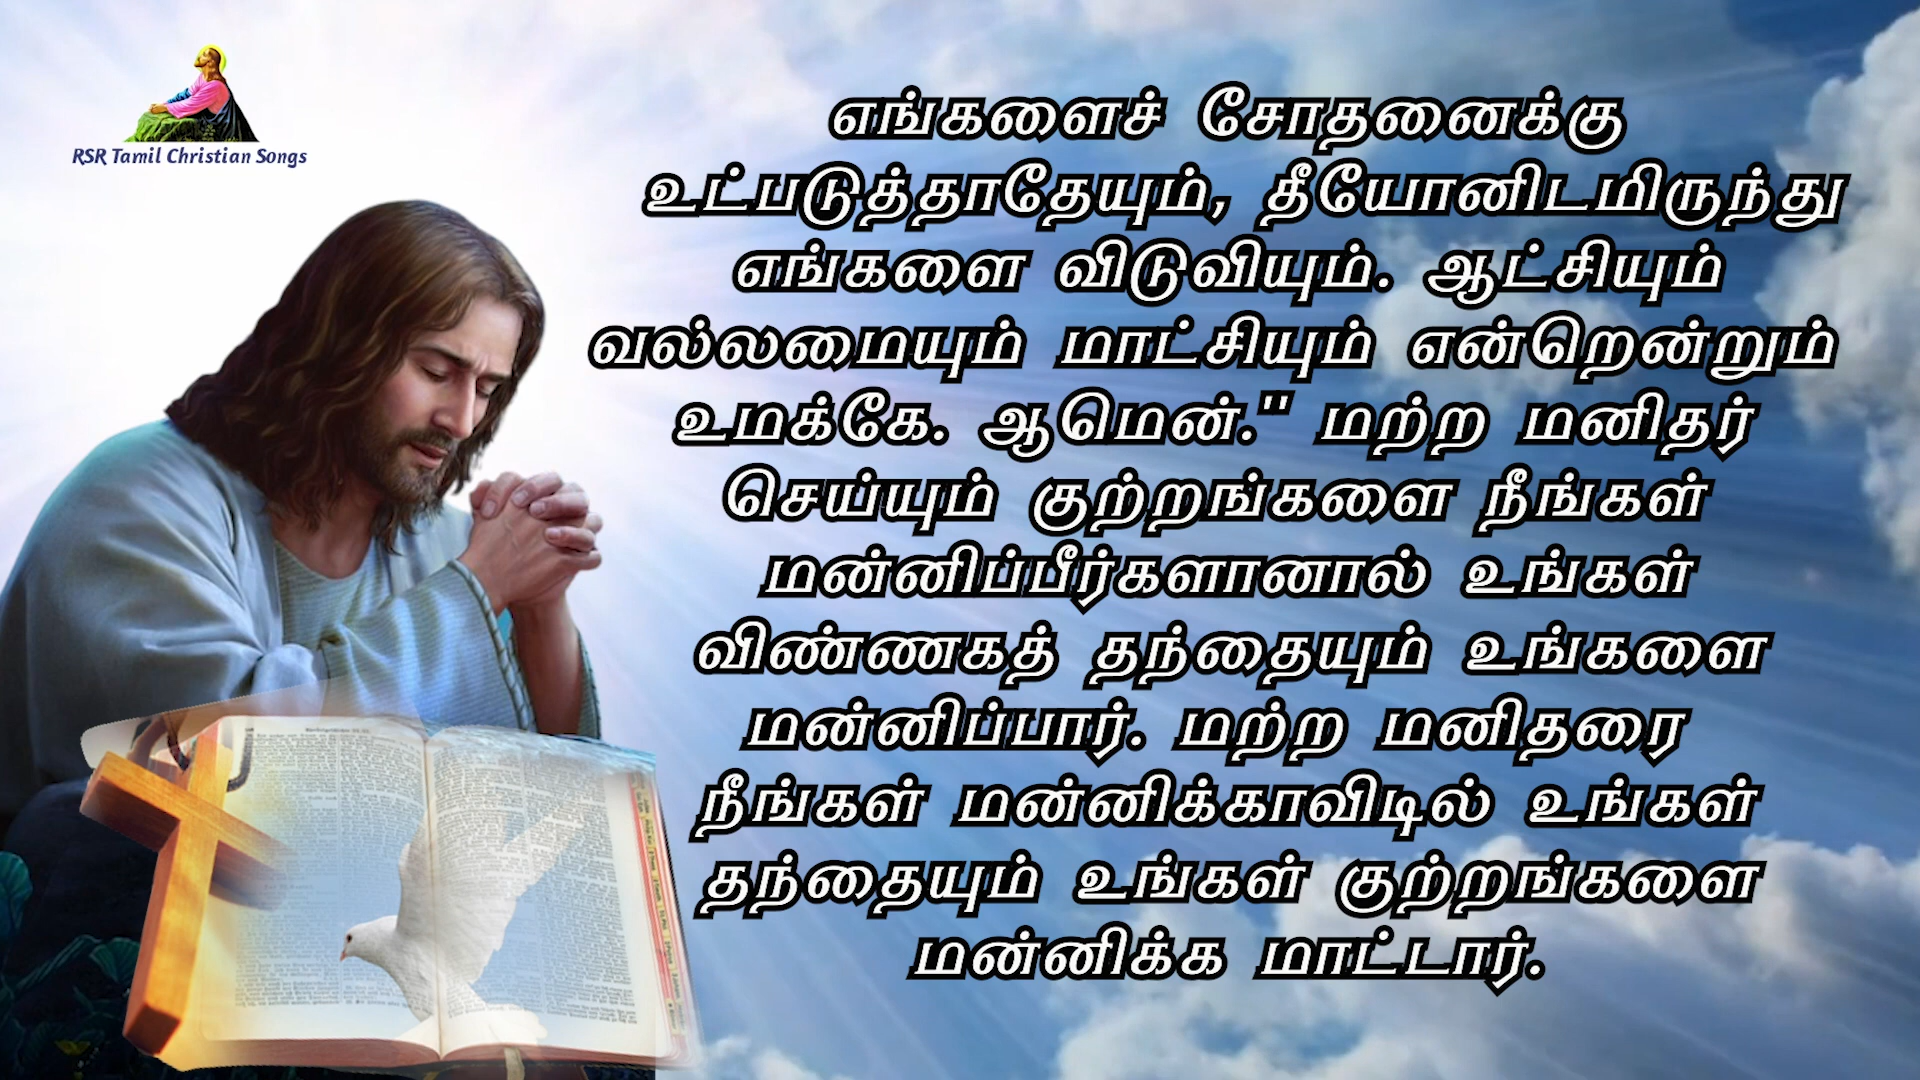 RSR Tamil Christian Songs
எங்களைச் சோதனைக்கு
உட்படுத்தாதேயும், தீயோனிடமிருந்து
எங்களை விடுவியும். ஆட்சியும்
வல்லமையும் மாட்சியும் என்றென்றும்
உமக்கே. ஆமென்." மற்ற மனிதர்
செய்யும் குற்றங்களை நீங்கள்
மன்னிப்பீர்களானால் உங்கள்
விண்ணகத் தந்தையும் உங்களை
மன்னிப்பார். மற்ற மனிதரை
நீங்கள் மன்னிக்காவிடில் உங்கள்
தந்தையும் உங்கள் குற்றங்களை
மன்னிக்க மாட்டார்.